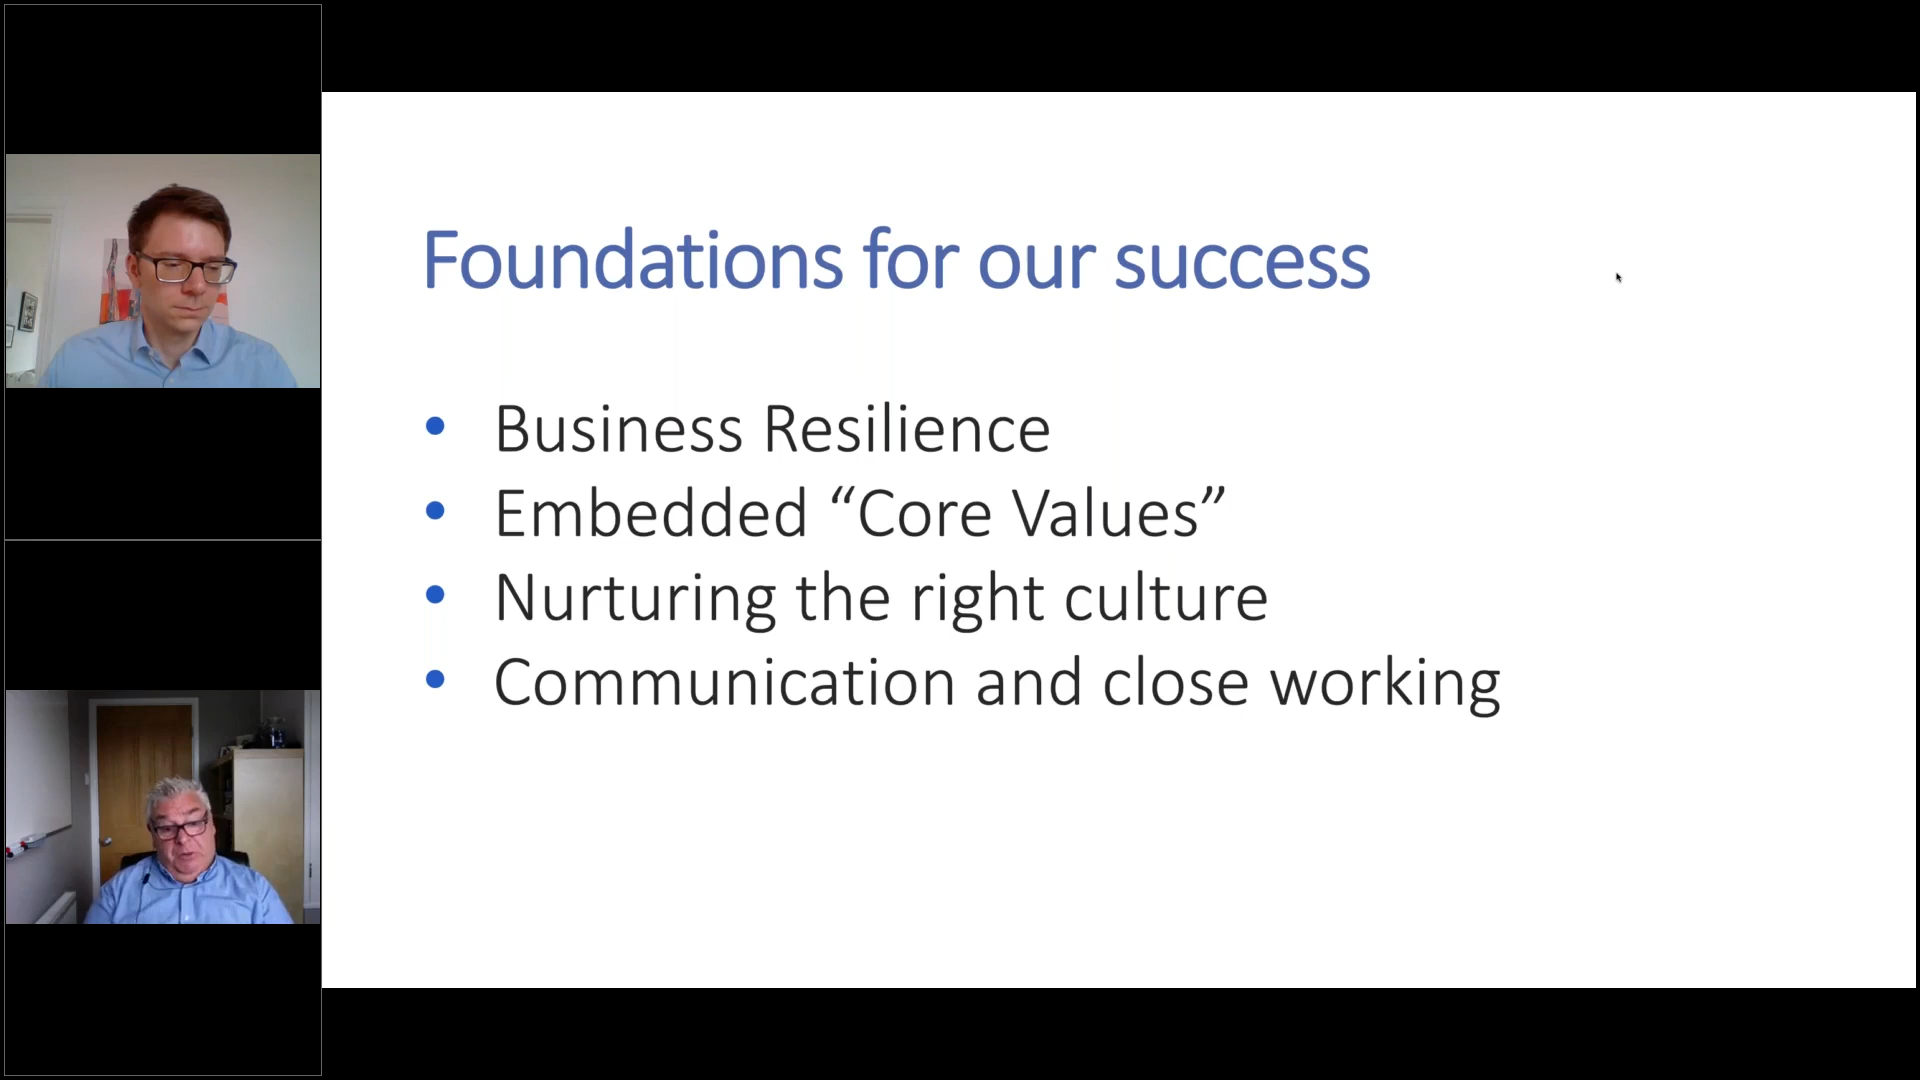 Foundations for our success
• Business Resilience
• Embedded “Core Values”
• Nurturing the right culture
• Communication and close working